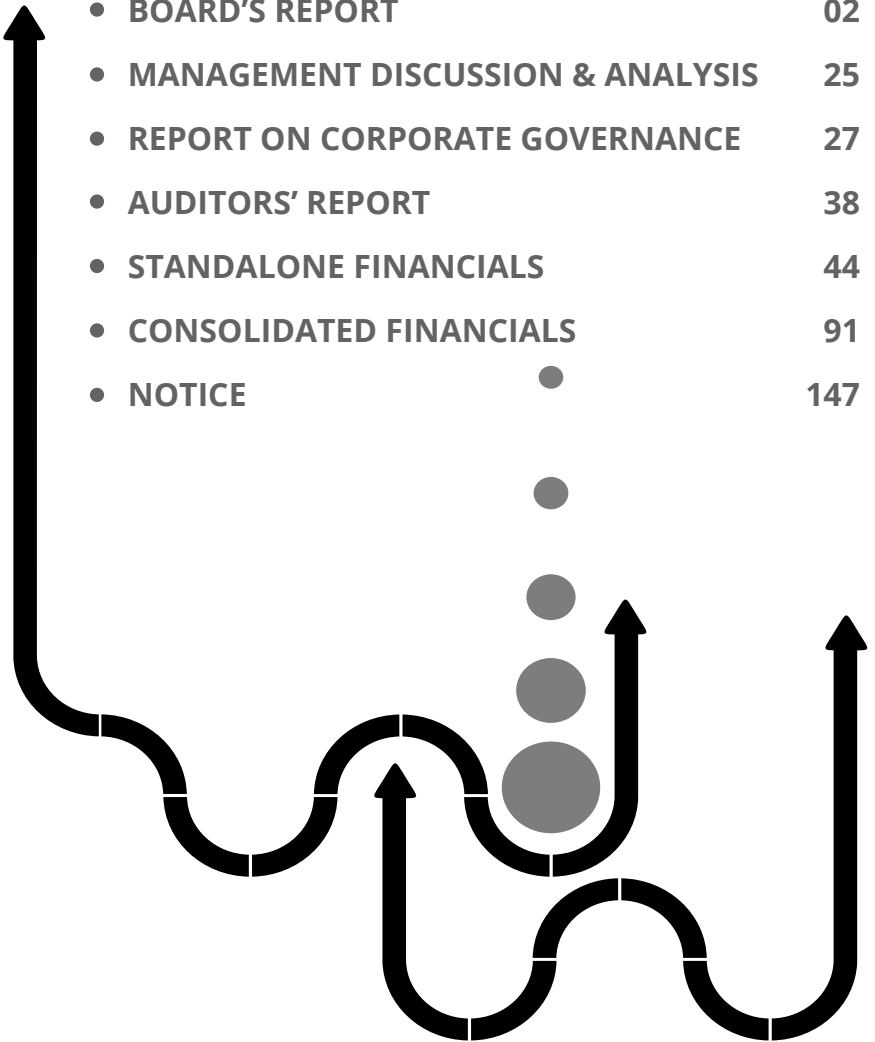 • BOARD’S REPORT 02
• MANAGEMENT DISCUSSION & ANALYSIS 25
• REPORT ON CORPORATE GOVERNANCE 27
• AUDITORS’ REPORT 38
• STANDALONE FINANCIALS 44
• CONSOLIDATED FINANCIALS 91
• NOTICE 147